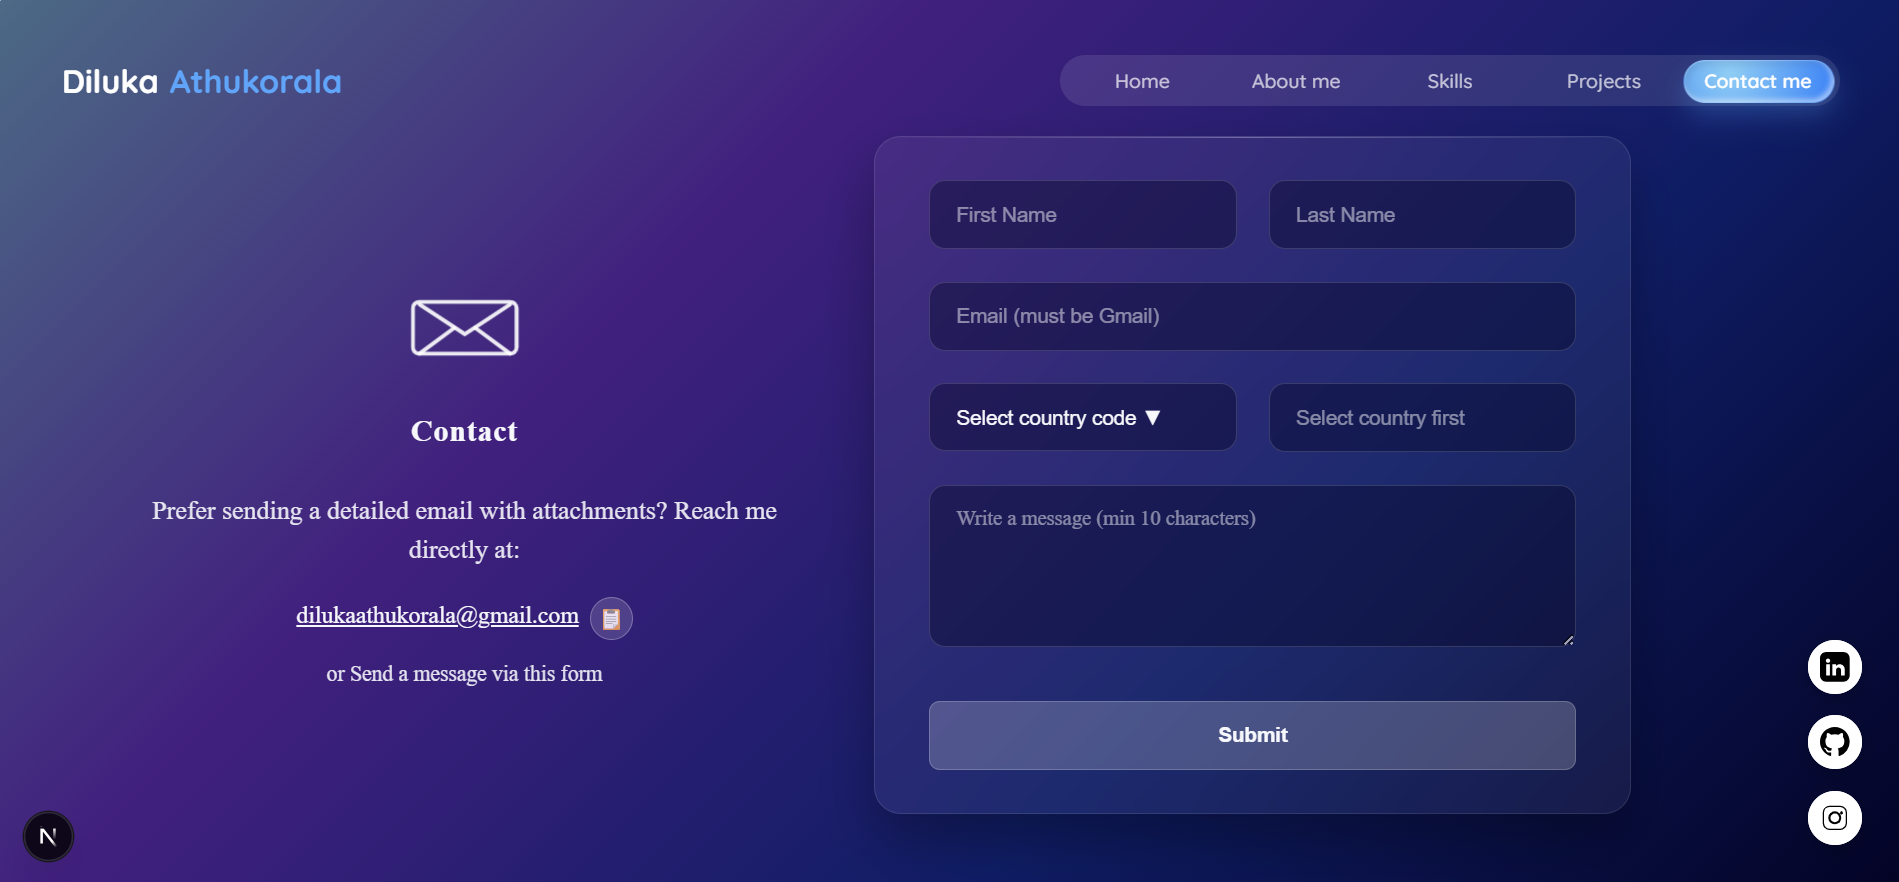 Diluka Athukorala
Home
About me
Skills
Projects
Contact me
First Name
Last Name
Email (must be Gmail)
Select country code ▼
Select country first
Write a message (min 10 characters)
Submit
Contact
Prefer sending a detailed email with attachments? Reach me
directly at:
dilukaathukorala@gmail.com
or Send a message via this form
in
N